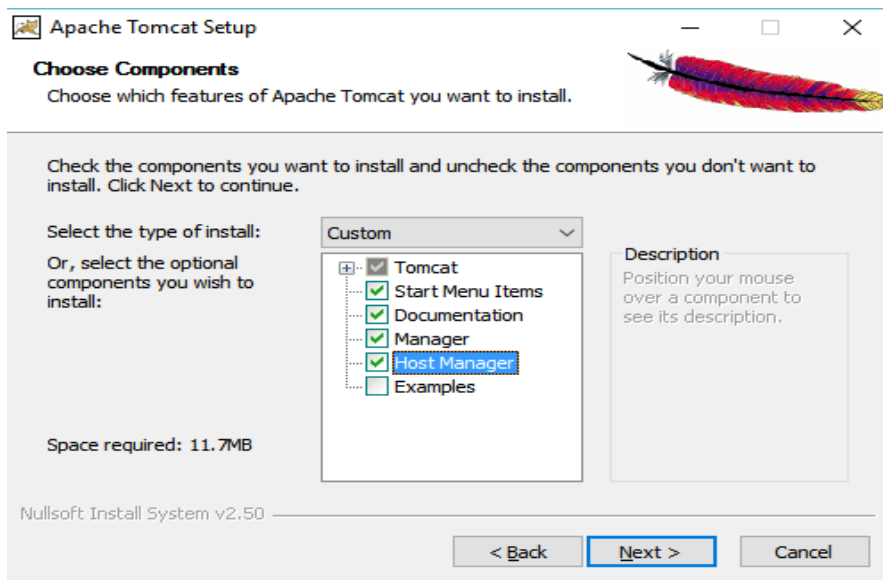 Apache Tomcat Setup
Choose Components
Choose which features of Apache Tomcat you want to install.
Check the components you want to install and uncheck the components you don't want to
install. Click Next to continue.
Select the type of install:
Custom
Or, select the optional
components you wish to
install:
Tomcat
Start Menu Items
Documentation
Manager
Host Manager
Examples
Description
Position your mouse
over a component to
see its description.
Space required: 11.7MB
Nullsoft Install System v2.50
< Back
Next >
Cancel